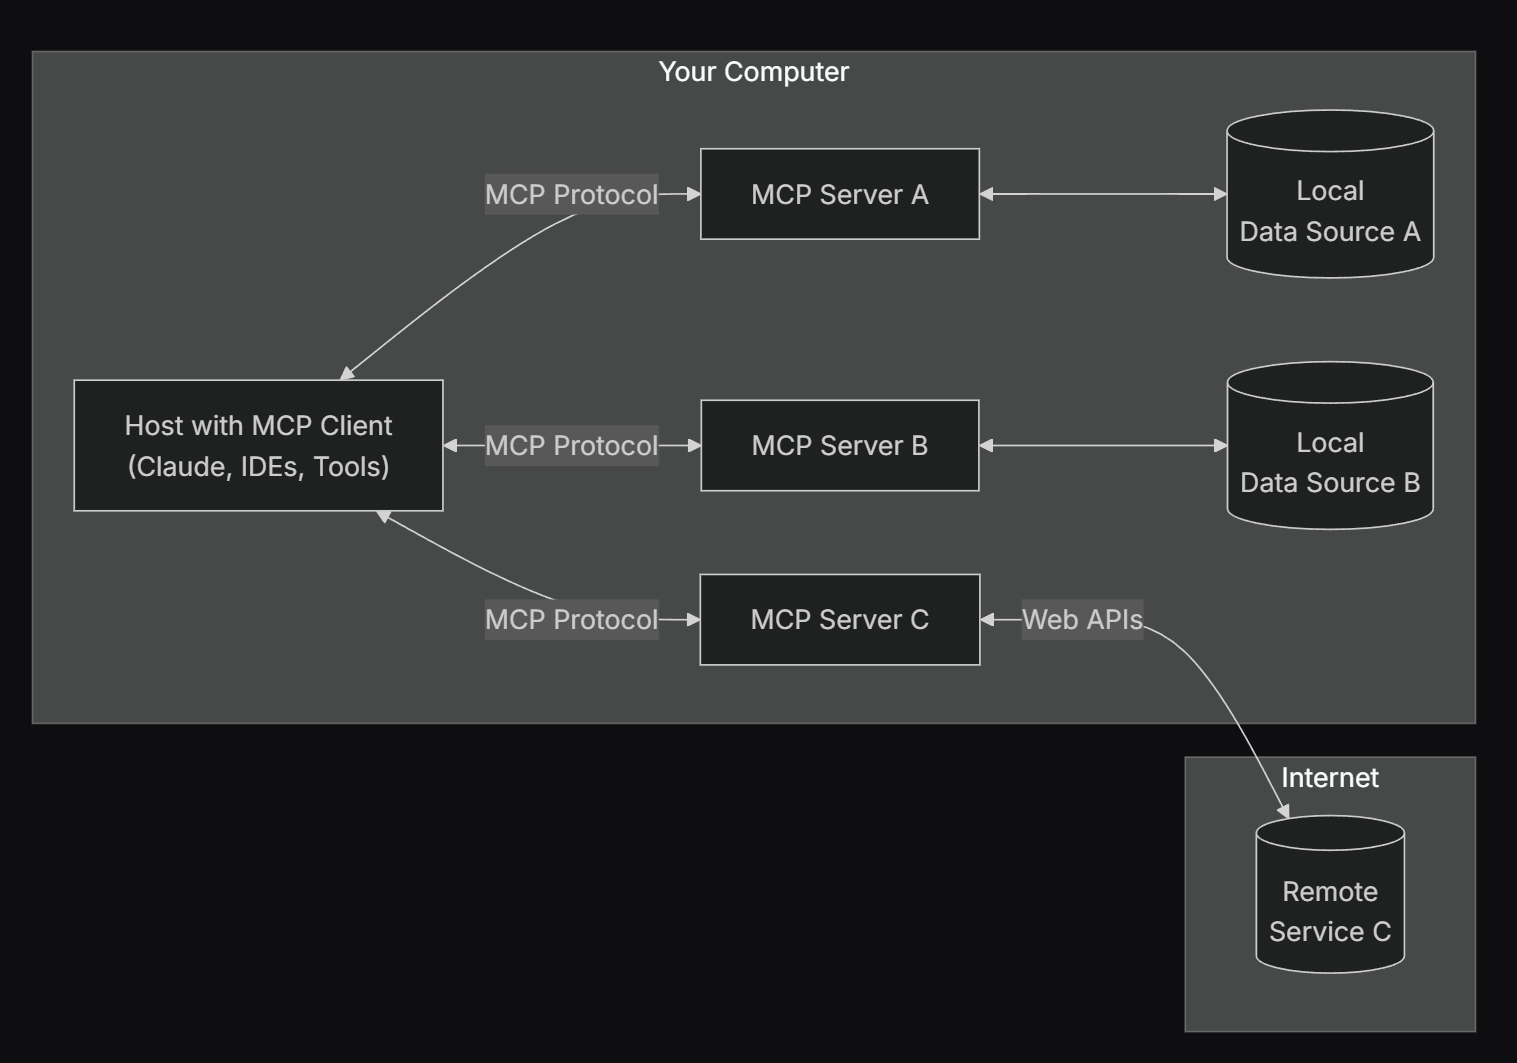 Your Computer
MCP Protocol
MCP Server A
Local
Data Source A
Host with MCP Client
(Claude, IDEs, Tools)
MCP Protocol
MCP Server B
Local
Data Source B
MCP Protocol
MCP Server C
Web APIs
Internet
Remote
Service C